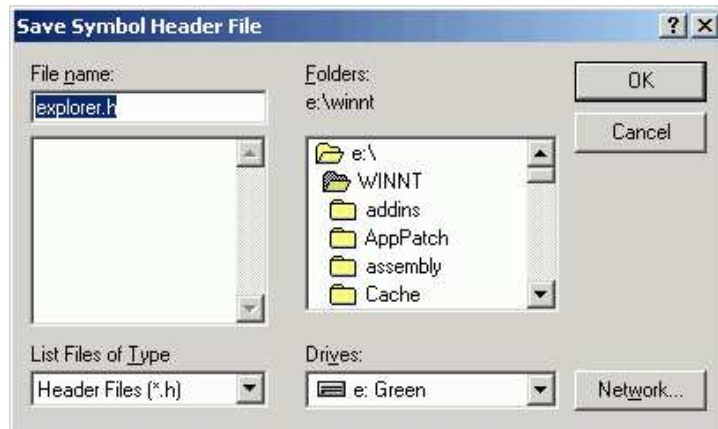 Save Symbol Header File
File name:
explorer.h
Folders:
e:\winnt
e:\
WINNT
addins
AppPatch
assembly
Cache
OK
Cancel
List Files of Type
Header Files (*.h)
Drives:
e: Green
Network...